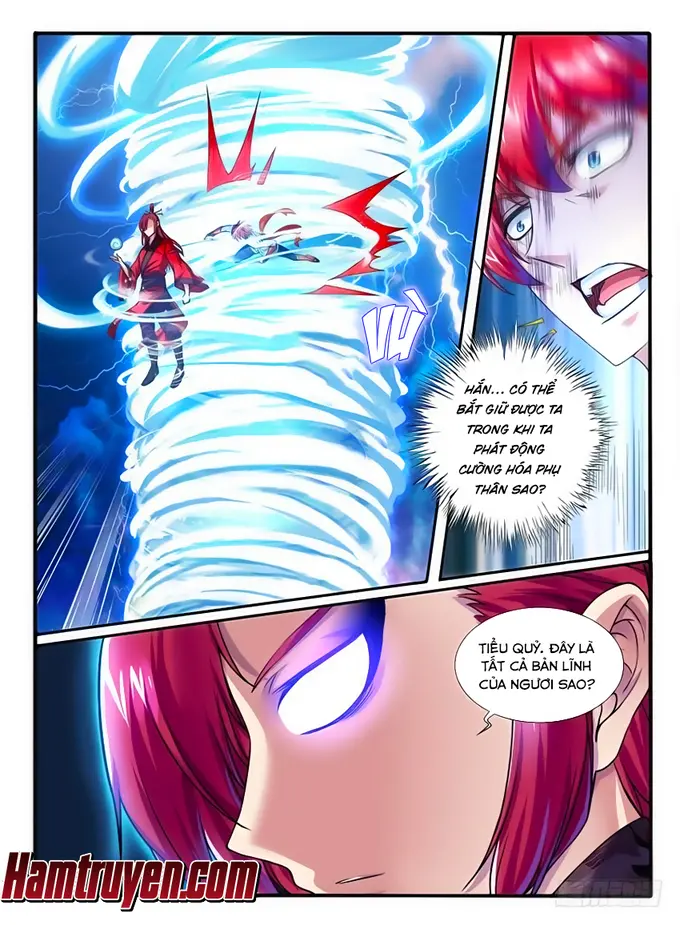 VÙ
HẮN... CÓ THỂ
BẮT GIỮ ĐƯỢC TA
TRONG KHI TA
PHÁT ĐỘNG
CƯỜNG HÓA PHỤ
THÂN SAO?
TIỂU QUỶ. ĐÂY LÀ
TẤT CẢ BẢN LĨNH
CỦA NGƯƠI SAO?
Hamtruyen.com